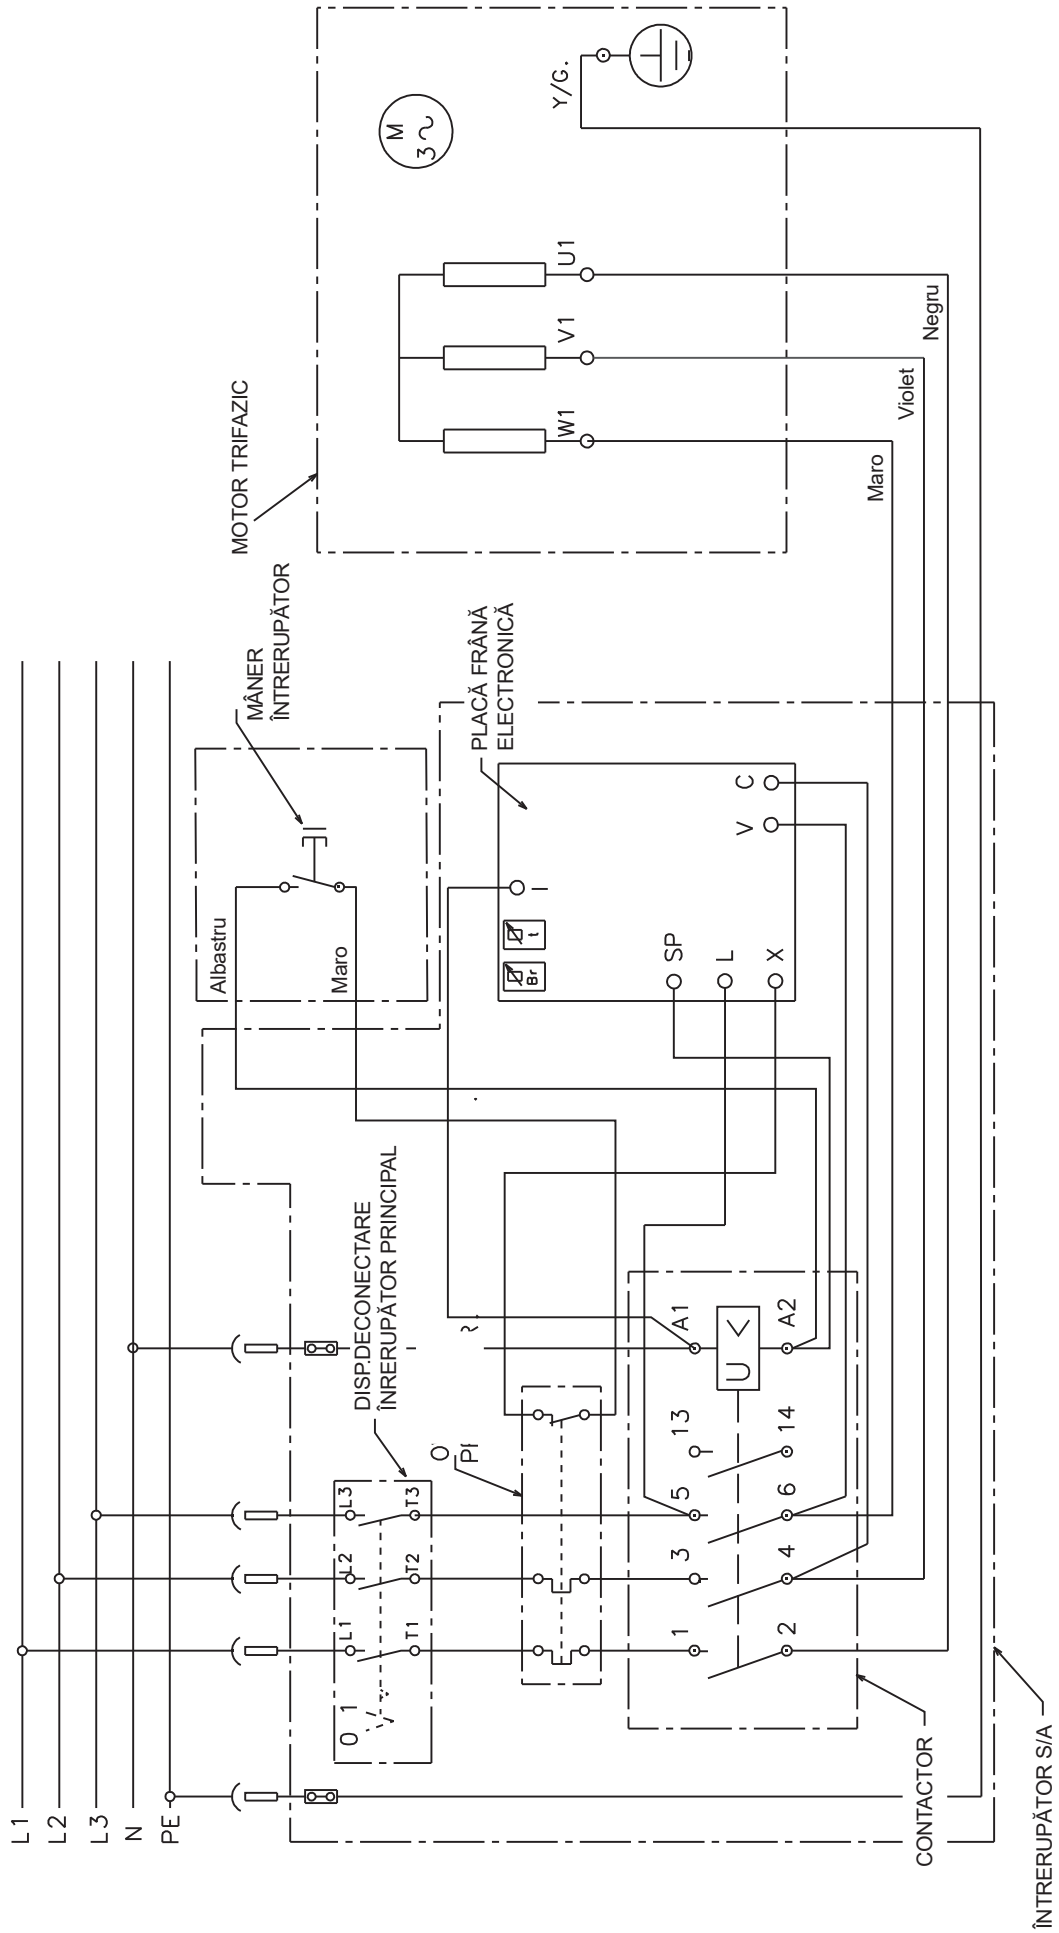 L1
L2
L3
N
PE
MOTOR TRIFAZIC
M
3
Y/G.
U1
V1
W1
Negru
Violet
Maro
MÂNER
ÎNTRERUPĂTOR
Albastru
Maro
PLACĂ FRÂNĂ
ELECTRONICĂ
I
t
Br
SP
L
X
V
C
DISP.DECONECTARE
ÎNRERUPĂTOR PRINCIPAL
0 1
L1
L2
L3
T1
T2
T3
A1
A2
U <
13
14
5
6
3
4
1
2
CONTACTOR
ÎNTRERUPĂTOR S/A